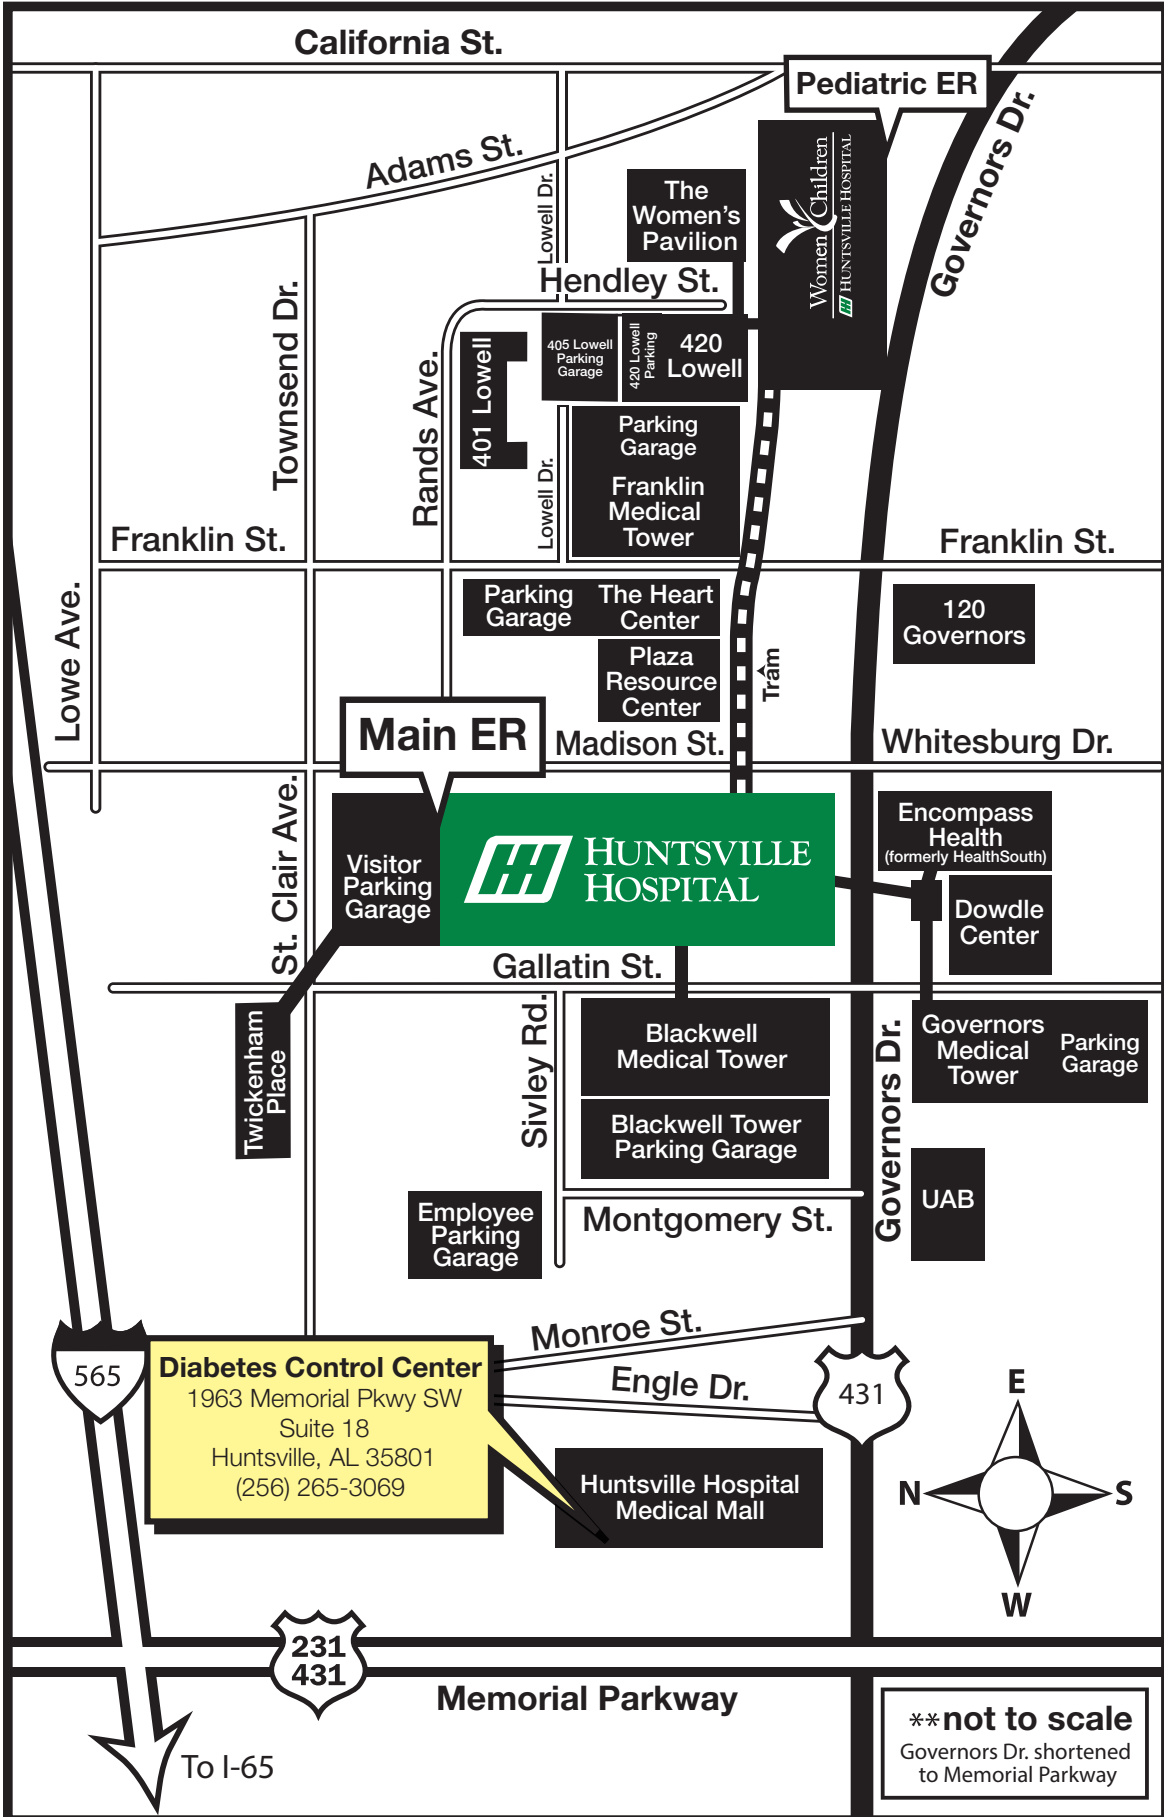 California St.
Pediatric ER
Governors Dr.
Adams St.
Lowell Dr.
The
Women's
Pavilion
Women Children
HUNTSVILLE HOSPITAL
Hendley St.
Townsend Dr.
Rands Ave.
401 Lowell
405 Lowell
Parking
Garage
420 Lowell
Parking
420
Lowell
Parking
Garage
Franklin
Medical
Tower
Lowell Dr.
Franklin St.
Franklin St.
Lowe Ave.
Parking
Garage
The Heart
Center
120
Governors
Plaza
Resource
Center
Tram
Main ER
Madison St.
Whitesburg Dr.
St. Clair Ave.
Visitor
Parking
Garage
HUNTSVILLE
HOSPITAL
Encompass
Health
(formerly HealthSouth)
Dowdle
Center
Gallatin St.
Twickenham
Place
Sivley Rd.
Blackwell
Medical Tower
Governors Dr.
Governors
Medical
Tower
Parking
Garage
Blackwell Tower
Parking Garage
UAB
Employee
Parking
Garage
Montgomery St.
Monroe St.
565
Diabetes Control Center
1963 Memorial Pkwy SW
Suite 18
Huntsville, AL 35801
(256) 265-3069
Engle Dr.
431
Huntsville Hospital
Medical Mall
E
N
S
W
231
431
Memorial Parkway
To I-65
**not to scale
Governors Dr. shortened
to Memorial Parkway